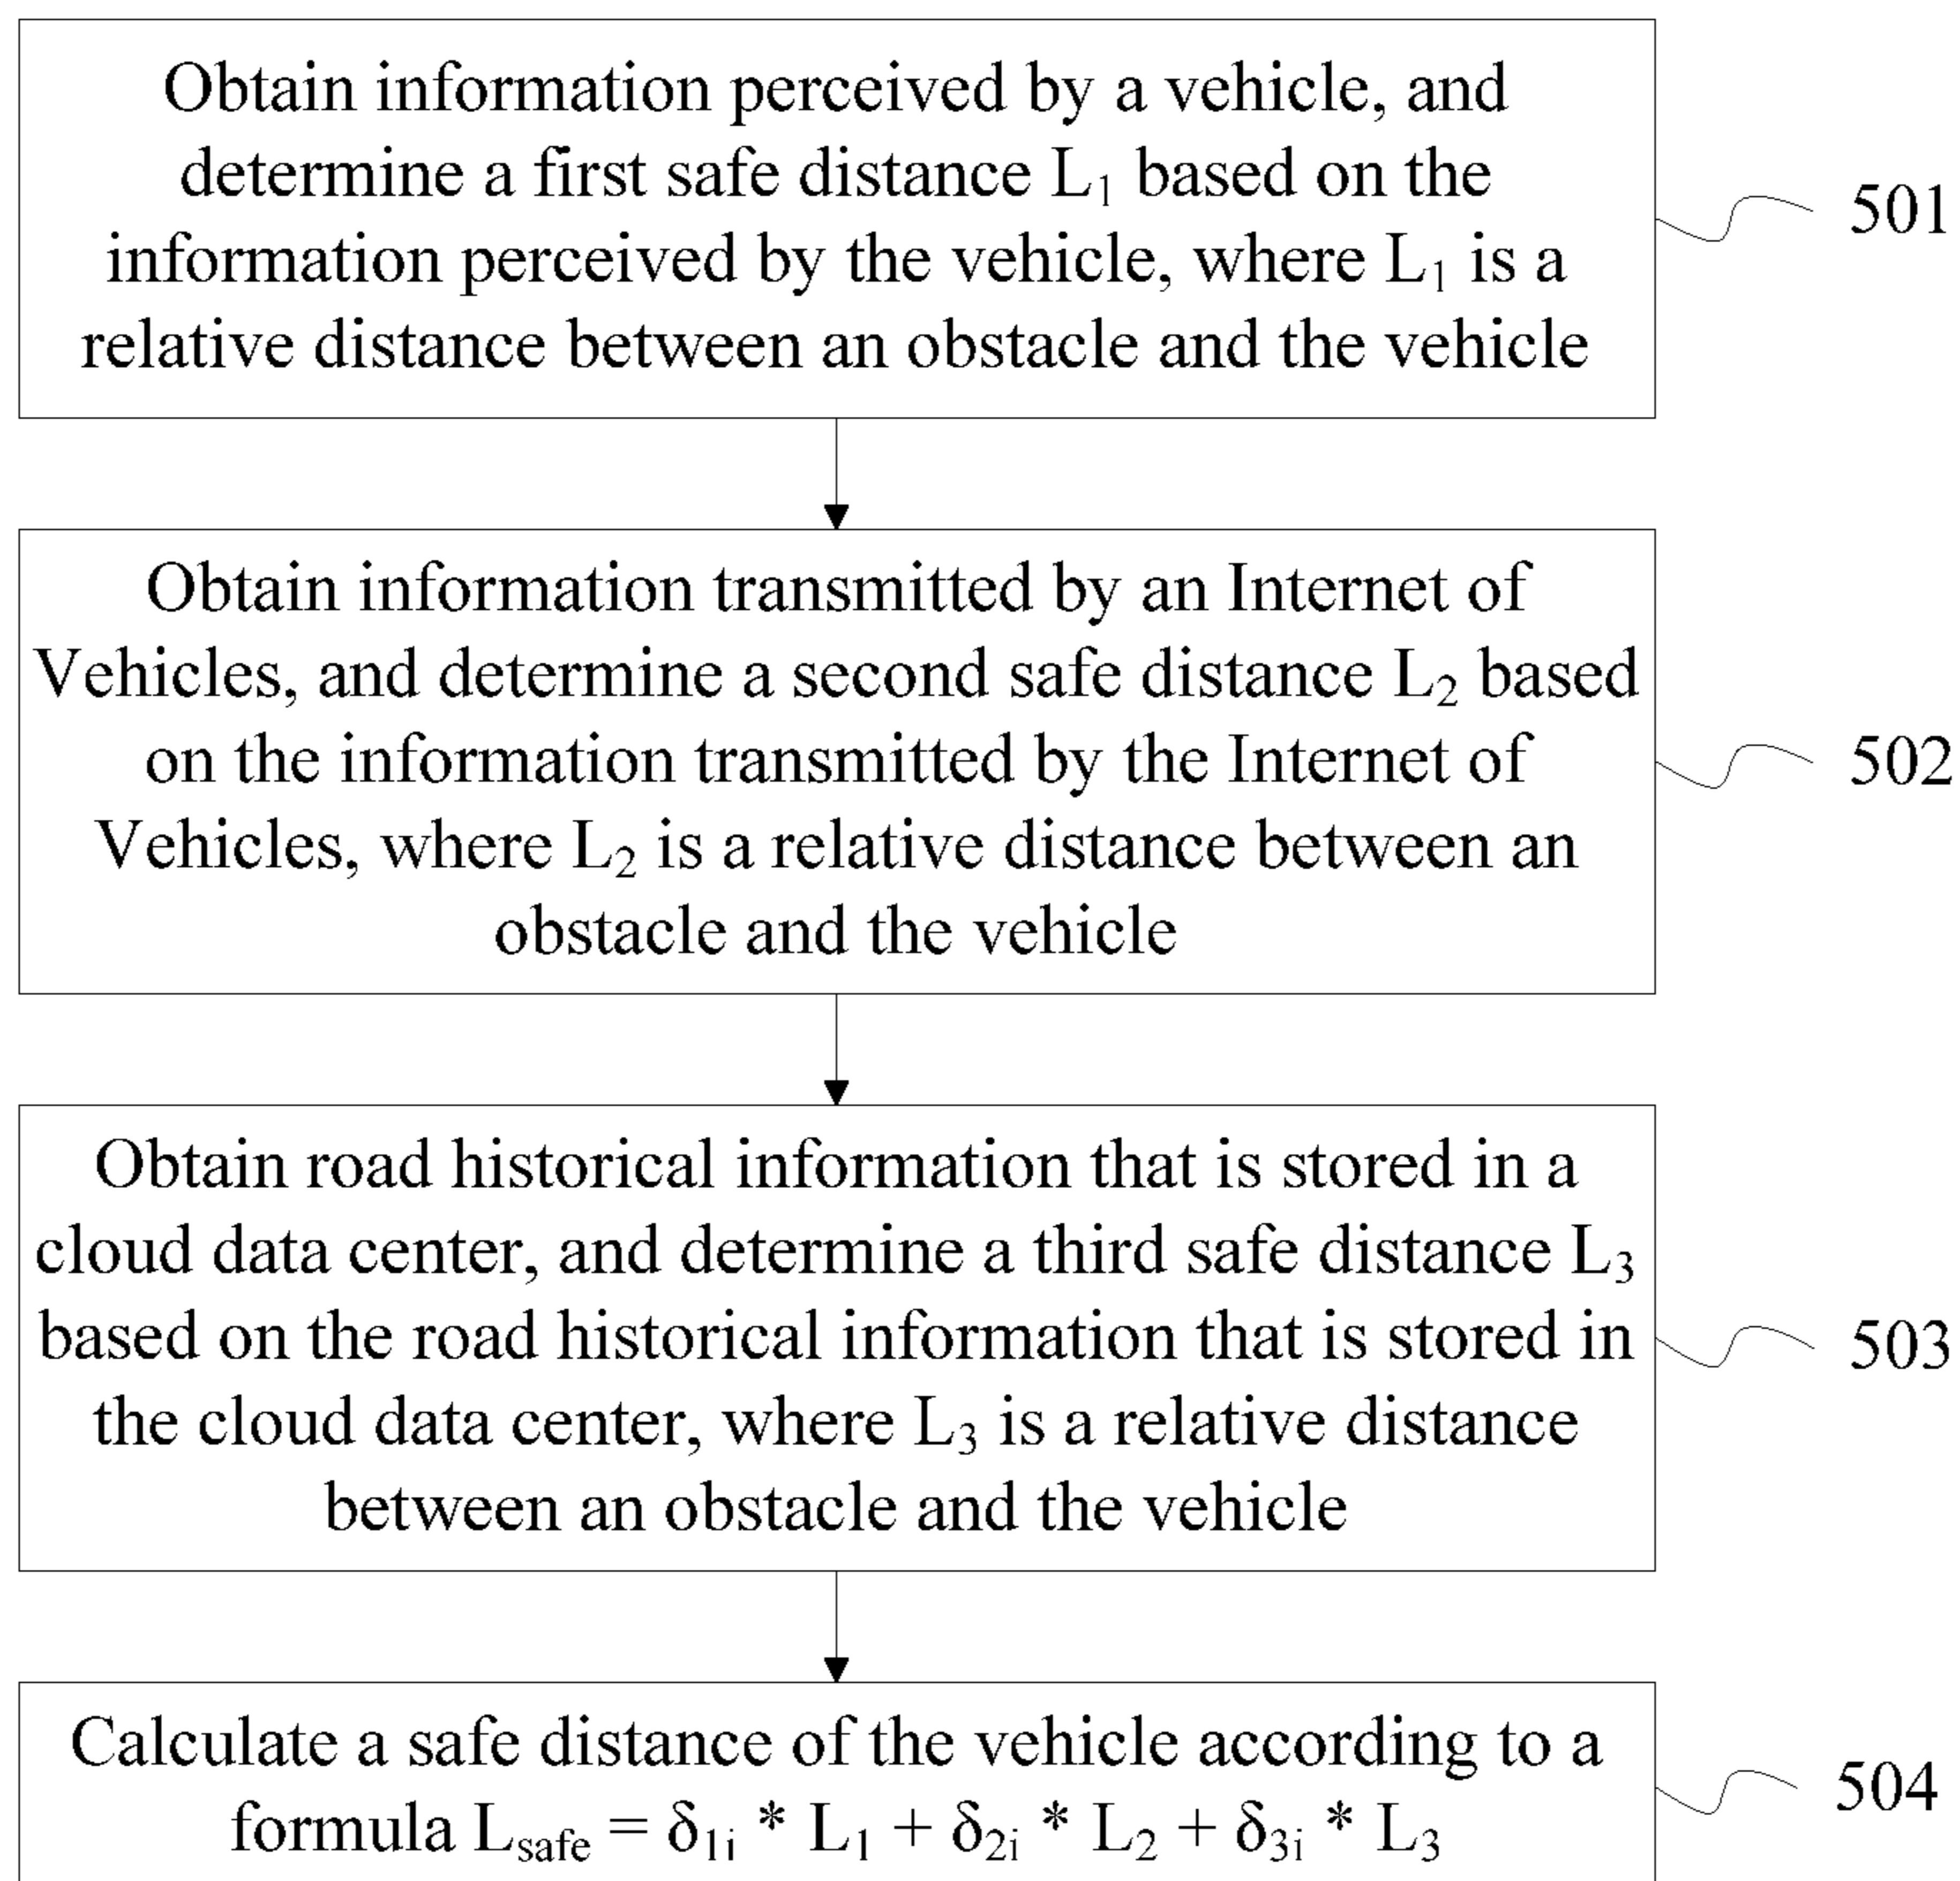 Obtain information perceived by a vehicle, and
determine a first safe distance L₁ based on the
information perceived by the vehicle, where L₁ is a
relative distance between an obstacle and the vehicle
501
Obtain information transmitted by an Internet of
Vehicles, and determine a second safe distance L₂ based
on the information transmitted by the Internet of
Vehicles, where L₂ is a relative distance between an
obstacle and the vehicle
502
Obtain road historical information that is stored in a
cloud data center, and determine a third safe distance L₃
based on the road historical information that is stored in
the cloud data center, where L₃ is a relative distance
between an obstacle and the vehicle
503
Calculate a safe distance of the vehicle according to a
formula Lsafe = δ₁ᵢ * L₁ + δ₂ᵢ * L₂ + δ₃ᵢ * L₃
504